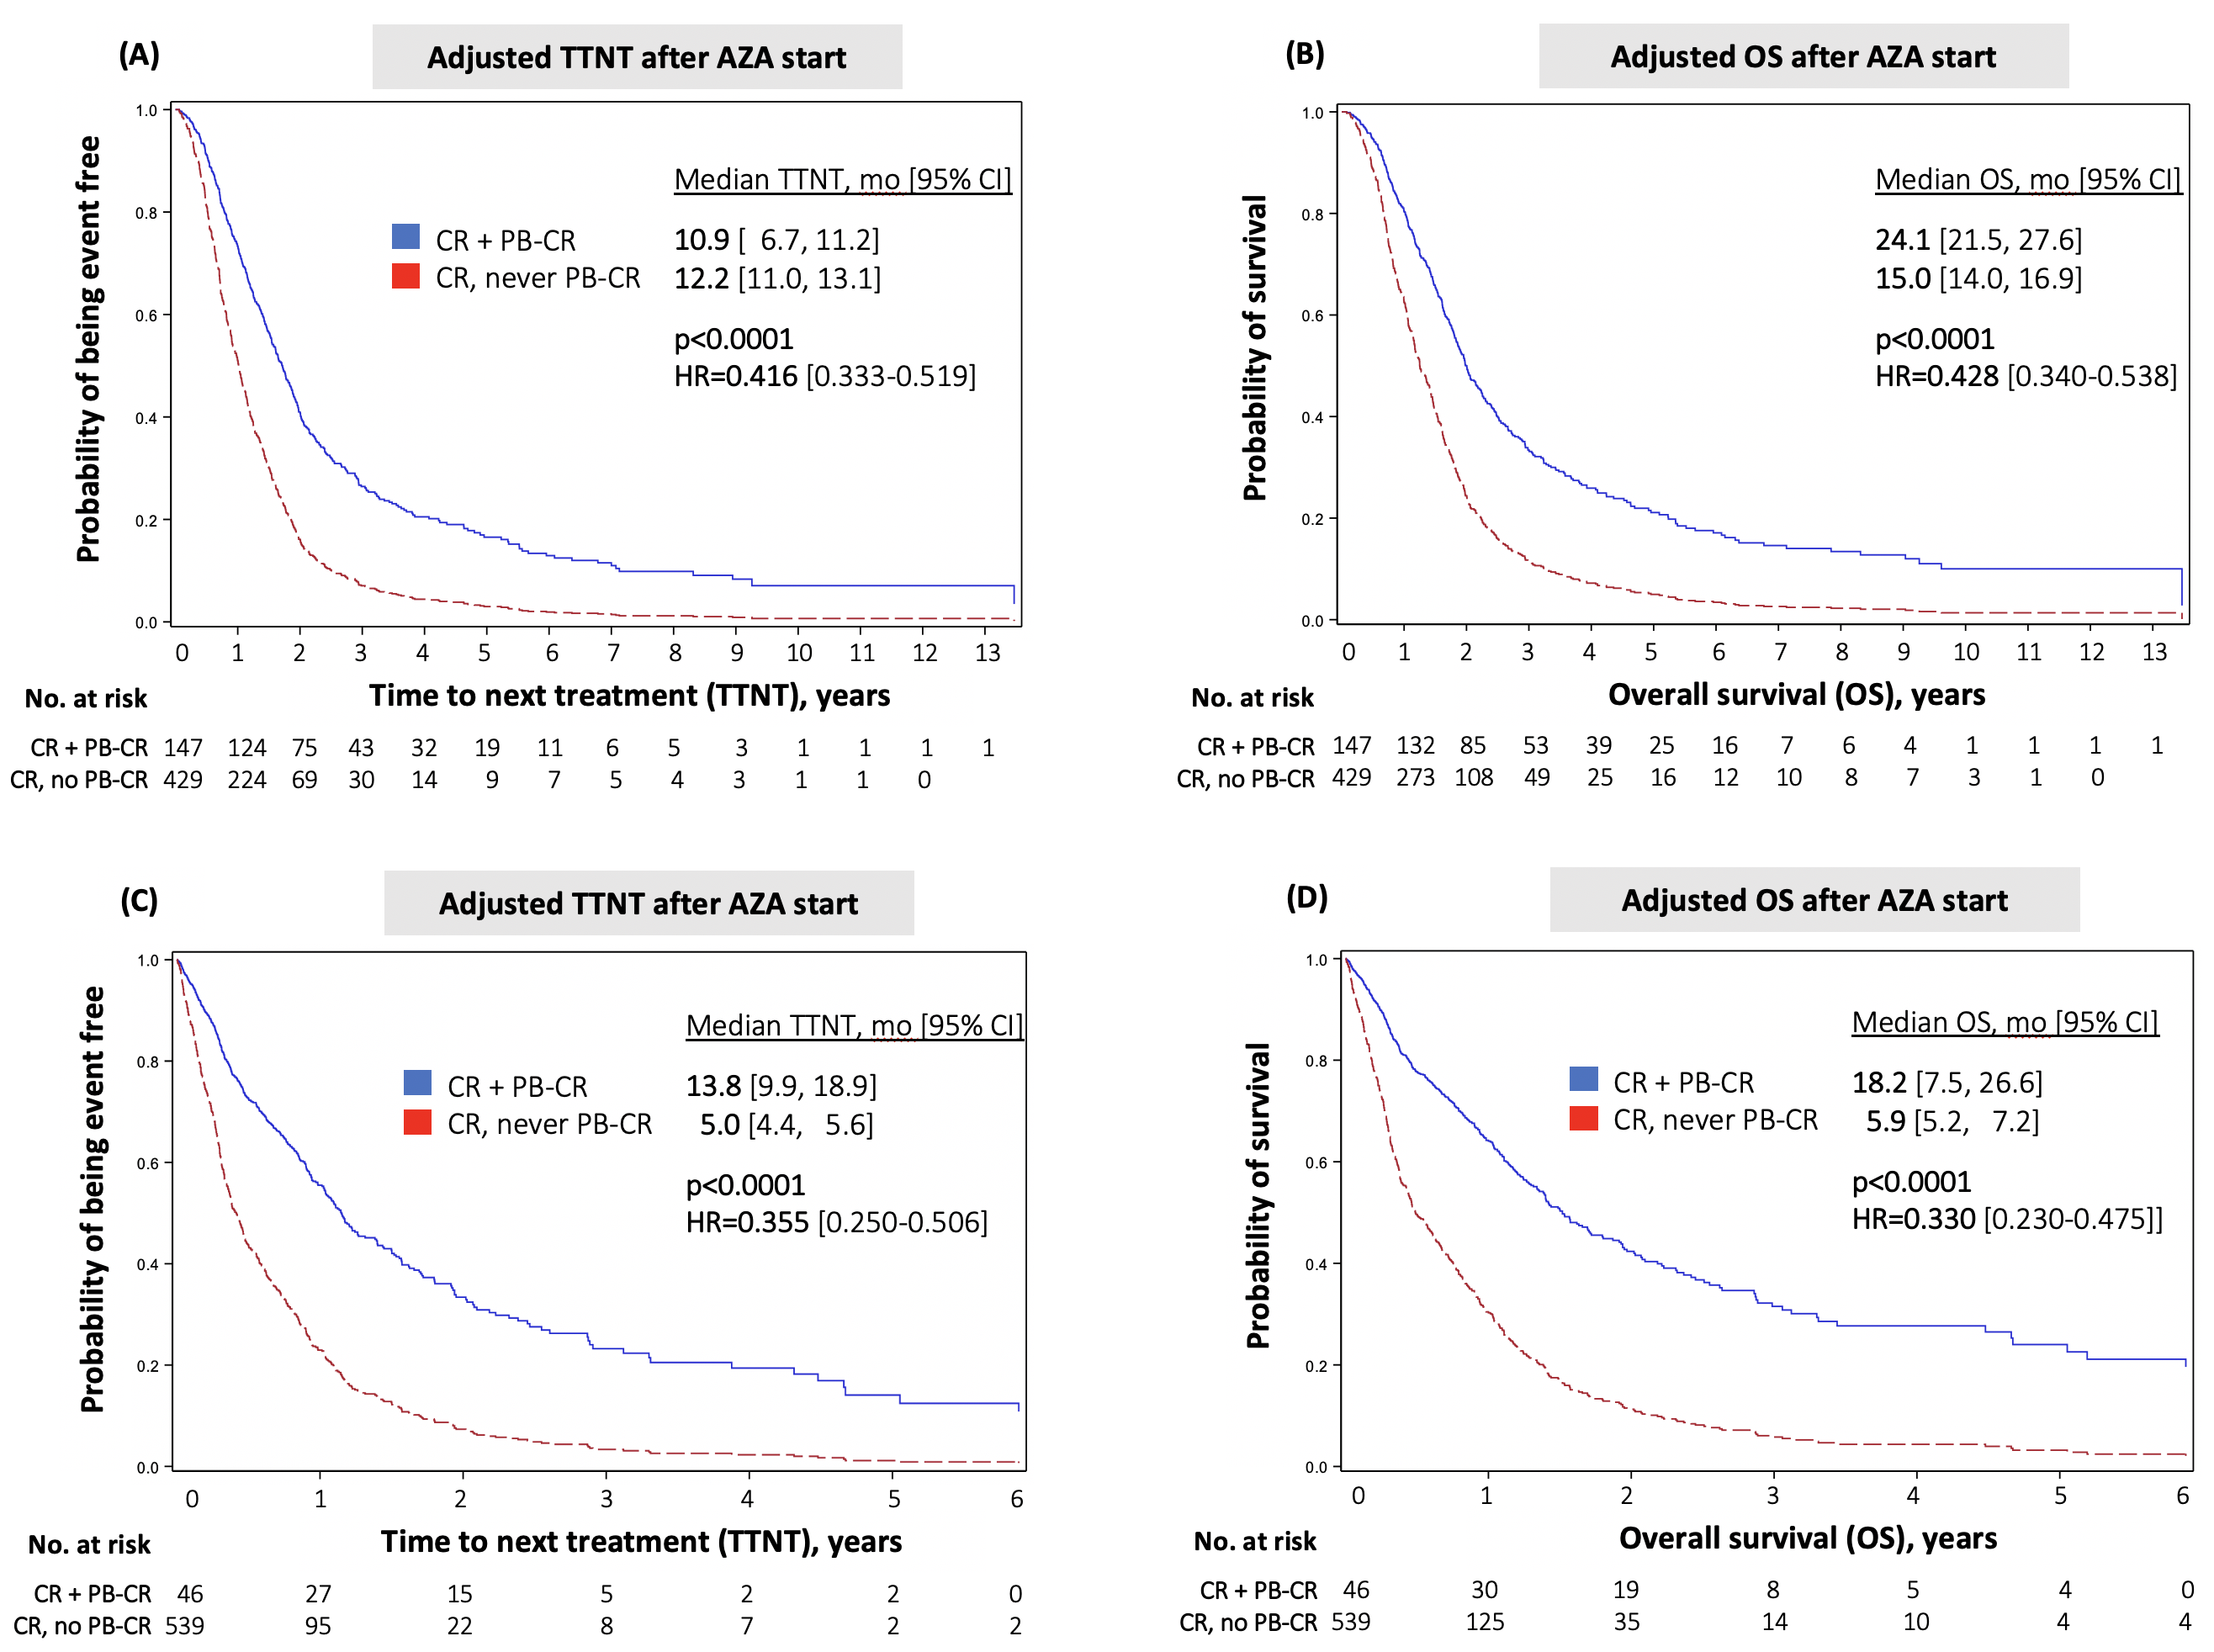 (A) Adjusted TTNT after AZA start
Probability of being event free
1.0
0.8
0.6
0.4
0.2
0.0
Median TTNT, mo [95% CI]
CR + PB-CR 10.9 [ 6.7, 11.2]
CR, never PB-CR 12.2 [11.0, 13.1]
p<0.0001
HR=0.416 [0.333-0.519]
0 1 2 3 4 5 6 7 8 9 10 11 12 13
Time to next treatment (TTNT), years
No. at risk
CR + PB-CR 147 124 75 43 32 19 11 6 5 3 1 1 1 1
CR, no PB-CR 429 224 69 30 14 9 7 5 4 3 1 1 0
(B) Adjusted OS after AZA start
Probability of survival
1.0
0.8
0.6
0.4
0.2
0.0
Median OS, mo [95% CI]
24.1 [21.5, 27.6]
15.0 [14.0, 16.9]
p<0.0001
HR=0.428 [0.340-0.538]
0 1 2 3 4 5 6 7 8 9 10 11 12 13
Overall survival (OS), years
No. at risk
CR + PB-CR 147 132 85 53 39 25 16 7 6 4 1 1 1 1
CR, no PB-CR 429 273 108 49 25 16 12 10 8 7 3 1 0
(C) Adjusted TTNT after AZA start
Probability of being event free
1.0
0.8
0.6
0.4
0.2
0.0
Median TTNT, mo [95% CI]
CR + PB-CR 13.8 [9.9, 18.9]
CR, never PB-CR 5.0 [4.4, 5.6]
p<0.0001
HR=0.355 [0.250-0.506]
0 1 2 3 4 5 6
Time to next treatment (TTNT), years
No. at risk
CR + PB-CR 46 27 15 5 2 2 0
CR, no PB-CR 539 95 22 8 7 2 2
(D) Adjusted OS after AZA start
Probability of survival
1.0
0.8
0.6
0.4
0.2
0.0
Median OS, mo [95% CI]
CR + PB-CR 18.2 [7.5, 26.6]
CR, never PB-CR 5.9 [5.2, 7.2]
p<0.0001
HR=0.330 [0.230-0.475]]
0 1 2 3 4 5 6
Overall survival (OS), years
No. at risk
CR + PB-CR 46 30 19 8 5 4 0
CR, no PB-CR 539 125 35 14 10 4 4